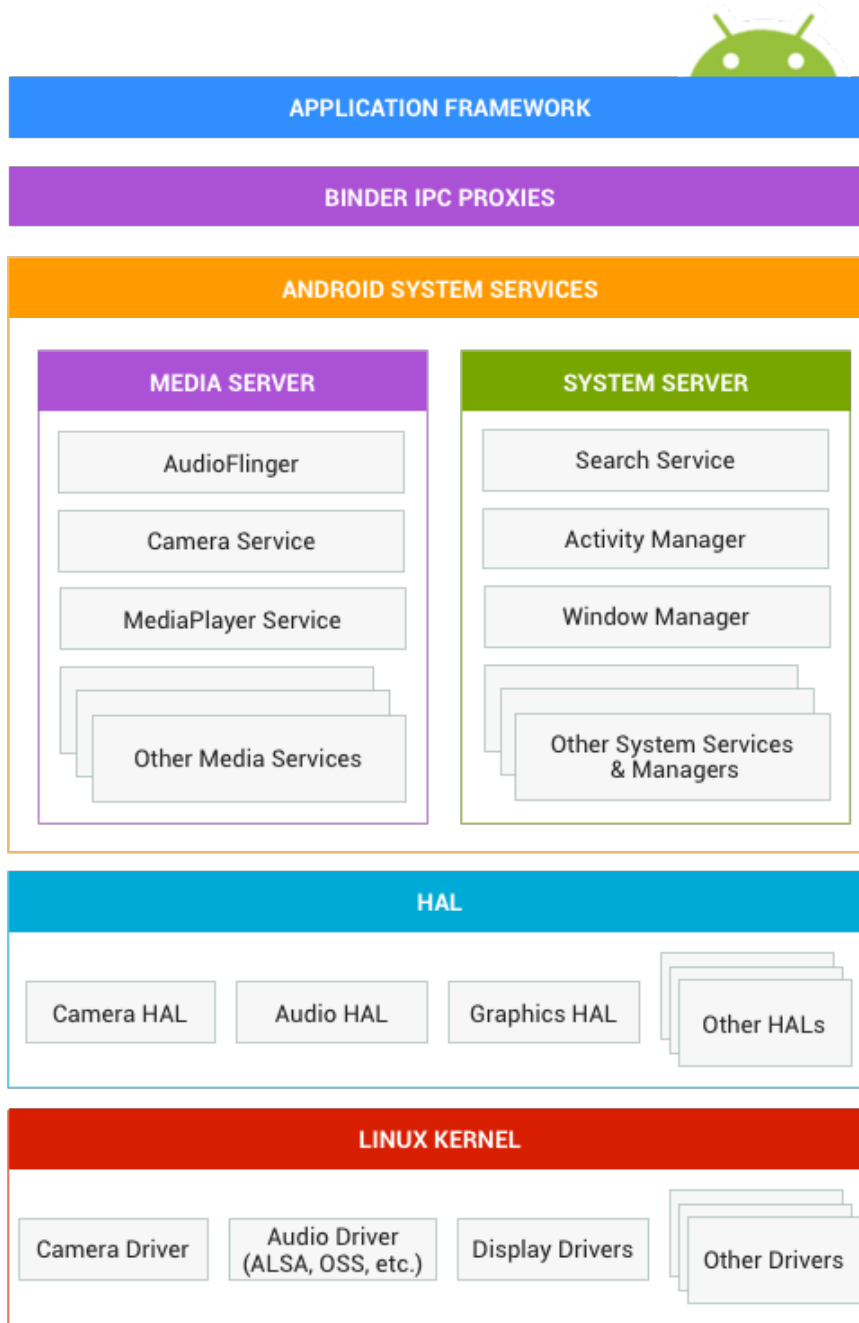 APPLICATION FRAMEWORK
BINDER IPC PROXIES
ANDROID SYSTEM SERVICES
MEDIA SERVER
AudioFlinger
Camera Service
MediaPlayer Service
Other Media Services
SYSTEM SERVER
Search Service
Activity Manager
Window Manager
Other System Services
& Managers
HAL
Camera HAL
Audio HAL
Graphics HAL
Other HALs
LINUX KERNEL
Camera Driver
Audio Driver
(ALSA, OSS, etc.)
Display Drivers
Other Drivers